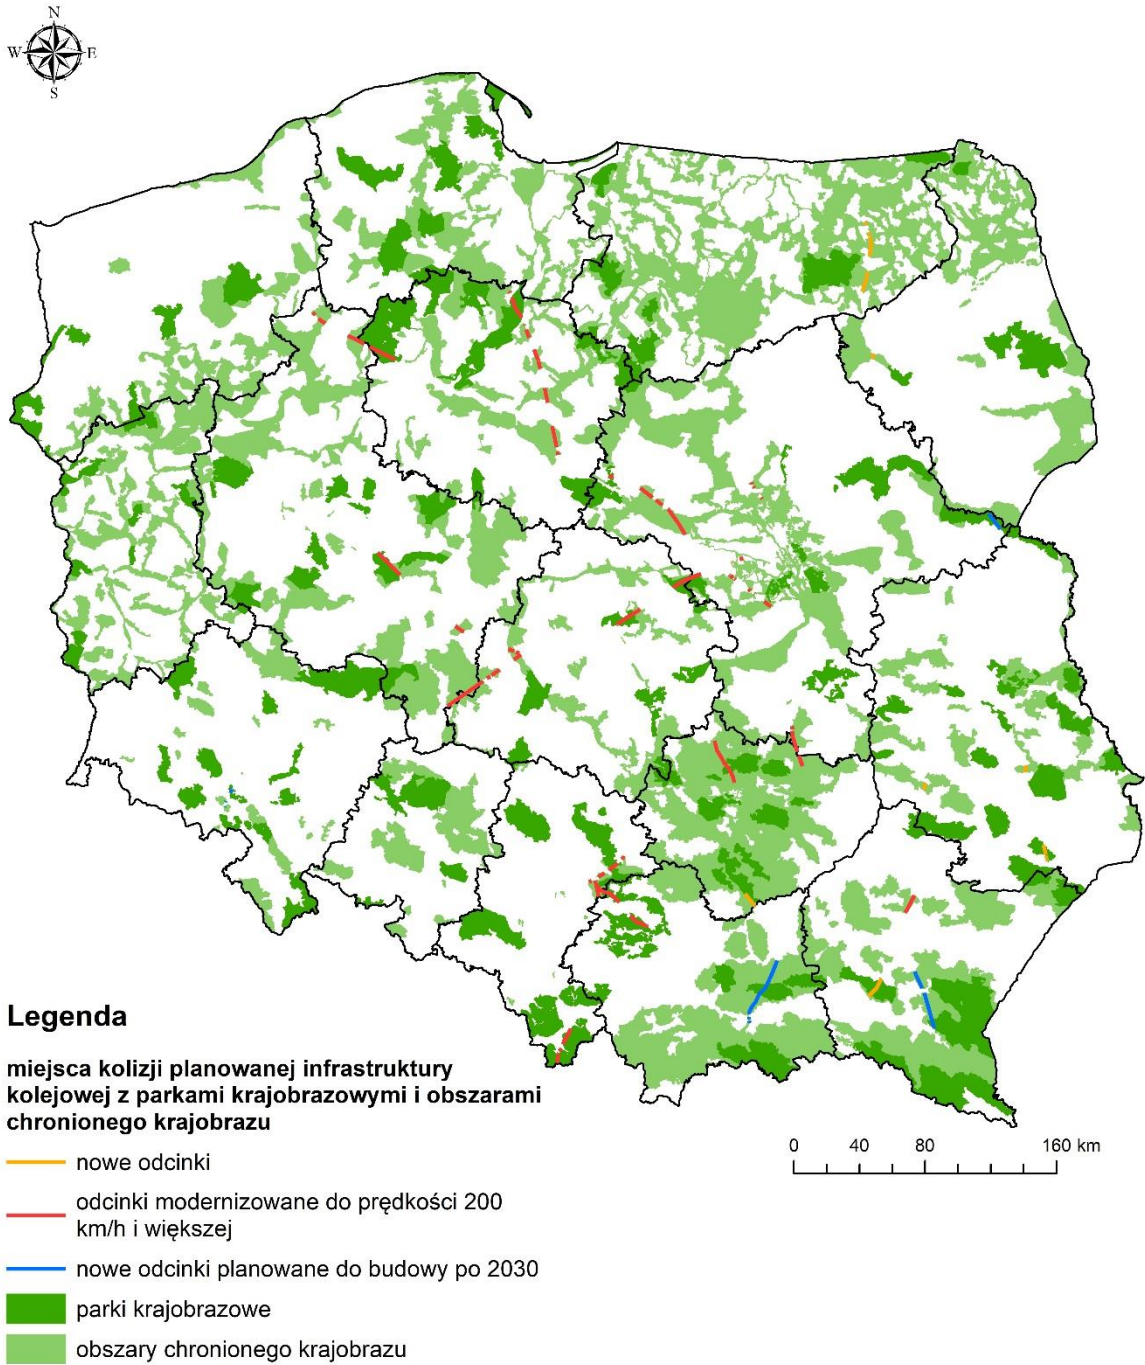 N
W
E
S
Legenda
miejsca kolizji planowanej infrastruktury
kolejowej z parkami krajobrazowymi i obszarami
chronionego krajobrazu
nowe odcinki
odcinki modernizowane do prędkości 200
km/h i większej
nowe odcinki planowane do budowy po 2030
parki krajobrazowe
obszary chronionego krajobrazu
0 40 80 160 km